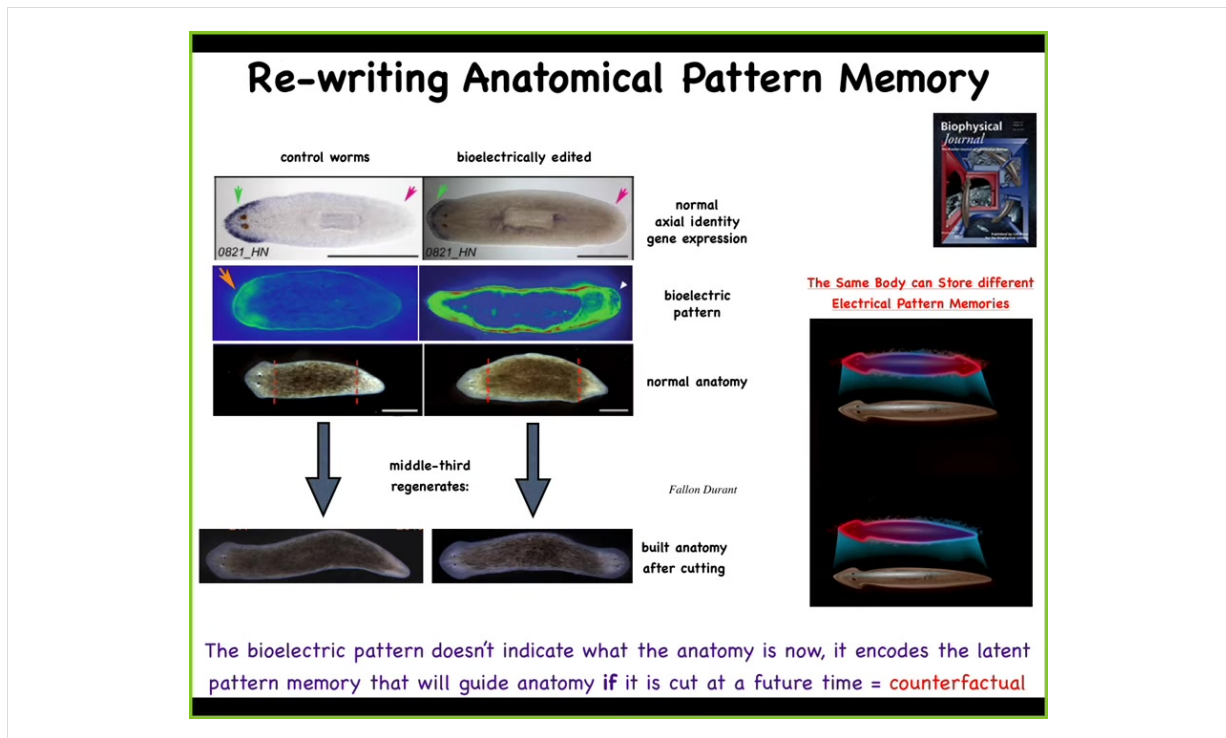 Re-writing Anatomical Pattern Memory
control worms
bioelectrically edited
0821_HN
0821_HN
normal
axial identity
gene expression
bioelectric
pattern
normal anatomy
middle-third
regenerates:
Fallon Durant
built anatomy
after cutting
Biophysical
Journal
The Same Body can Store different
Electrical Pattern Memories
The bioelectric pattern doesn't indicate what the anatomy is now, it encodes the latent
pattern memory that will guide anatomy if it is cut at a future time = counterfactual